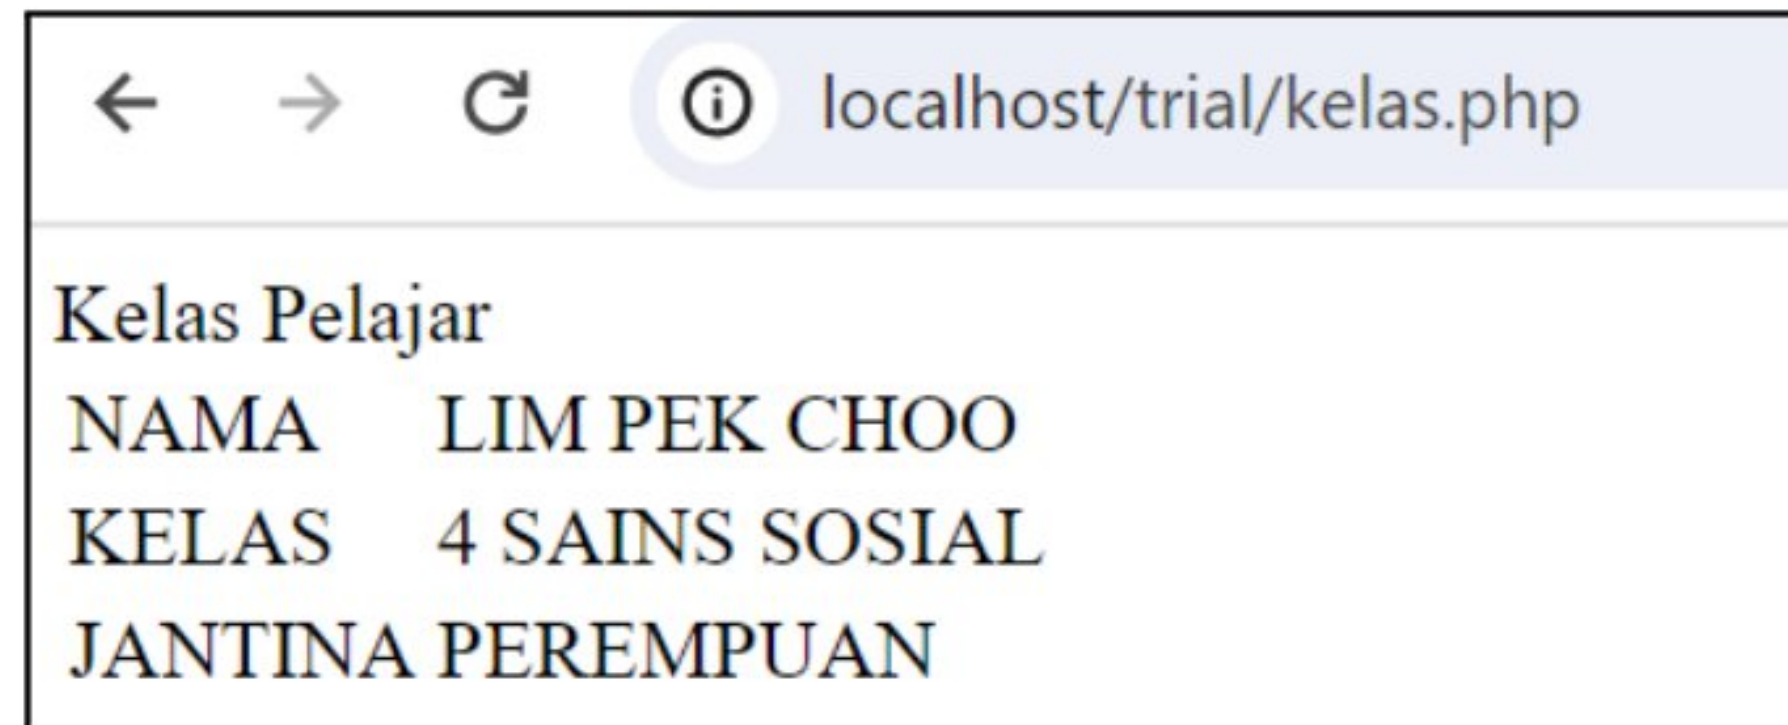 localhost/trial/kelas.php
Kelas Pelajar
NAMA LIM PEK CHOO
KELAS 4 SAINS SOSIAL
JANTINA PEREMPUAN